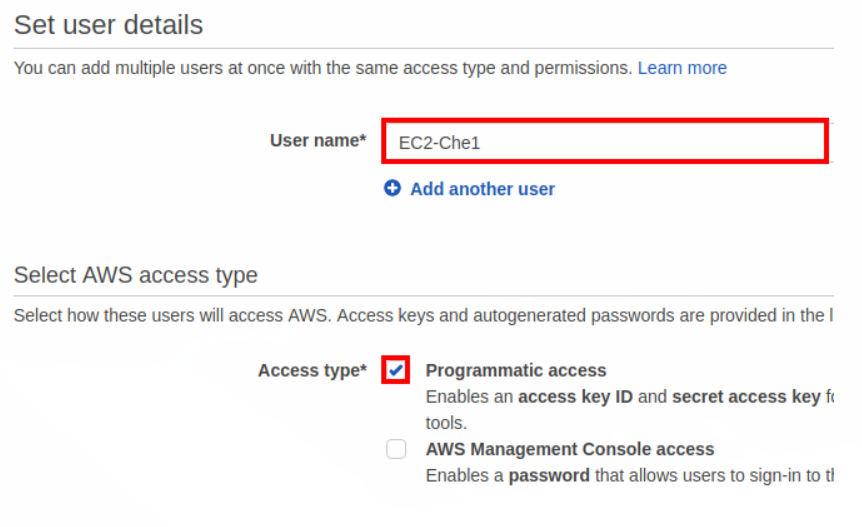 Set user details
You can add multiple users at once with the same access type and permissions. Learn more
User name* EC2-Che1
Add another user
Select AWS access type
Select how these users will access AWS. Access keys and autogenerated passwords are provided in the
Access type* Programmatic access
Enables an access key ID and secret access key
tools.
AWS Management Console access
Enables a password that allows users to sign-in to